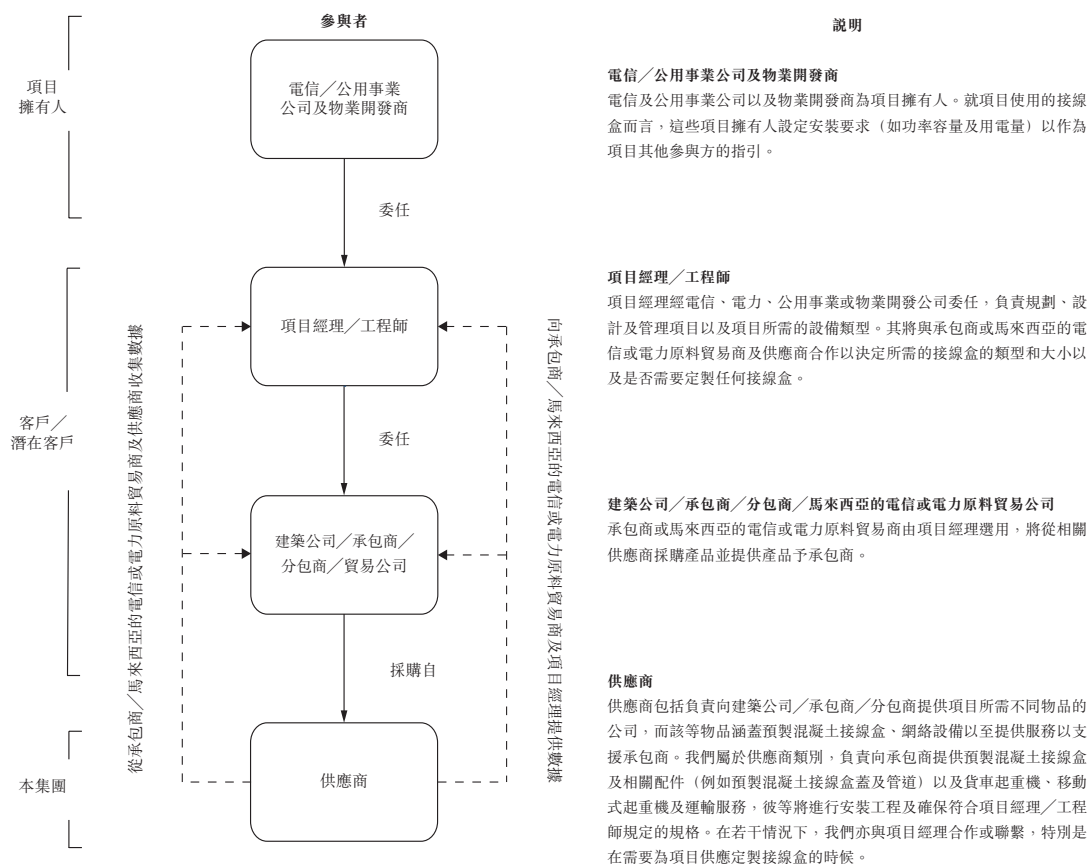 參與者
說明
項目
擁有人
電信／公用事業
公司及物業開發商
委任
電信／公用事業公司及物業開發商
電信及公用事業公司以及物業開發商為項目擁有人。就項目使用的接線
盒而言，這些項目擁有人設定安裝要求（如功率容量及用電量）以作為
項目其他參與方的指引。
客戶／
潛在客戶
從承包商／馬來西亞的電信或電力原料貿易商及供應商收集數據
項目經理／工程師
向承包商／馬來西亞的電信或電力原料貿易商及項目經理提供數據
委任
項目經理／工程師
項目經理經電信、電力、公用事業或物業開發公司委任，負責規劃、設
計及管理項目以及項目所需的設備類型。其將與承包商或馬來西亞的電
信或電力原料貿易商及供應商合作以決定所需的接線盒的類型和大小以
及是否需要定製任何接線盒。
建築公司／承包商／
分包商／貿易公司
採購自
建築公司／承包商／分包商／馬來西亞的電信或電力原料貿易公司
承包商或馬來西亞的電信或電力原料貿易商由項目經理選用，將從相關
供應商採購產品並提供產品予承包商。
本集團
供應商
供應商
供應商包括負責向建築公司／承包商／分包商提供項目所需不同物品的
公司，而該等物品涵蓋預製混凝土接線盒、網絡設備以至提供服務以支
援承包商。我們屬於供應商類別，負責向承包商提供預製混凝土接線盒
及相關配件（例如預製混凝土接線盒蓋及管道）以及貨車起重機、移動
式起重機及運輸服務，彼等將進行安裝工程及確保符合項目經理／工程
師規定的規格。在若干情況下，我們亦與項目經理合作或聯繫，特別是
在需要為項目供應定製接線盒的時候。